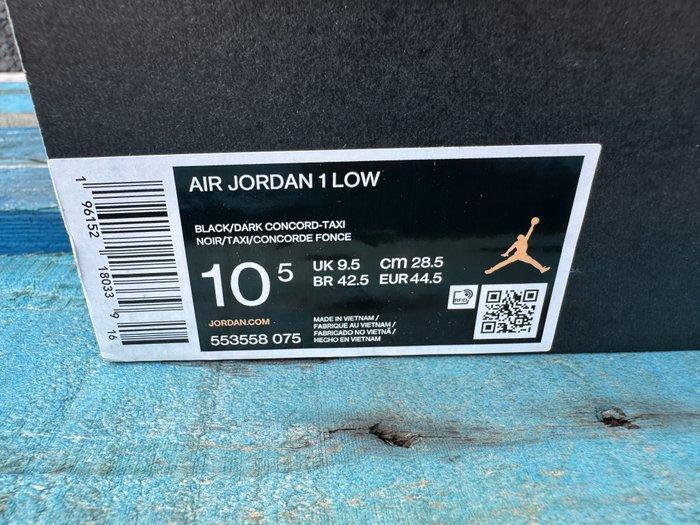 AIR JORDAN 1 LOW
BLACK/DARK CONCORD-TAXI
NOIR/TAXI/CONCORDE FONCE
10 5
UK 9.5 cm 28.5
BR 42.5 EUR 44.5
JORDAN.COM
553558 075
MADE IN VIETNAM/
FABRIQUE AU VIETNAM/
FABRICADO NO VIETNÃ/
HECHO EN VIETNAM
RFID
1 96152 18033 9 16